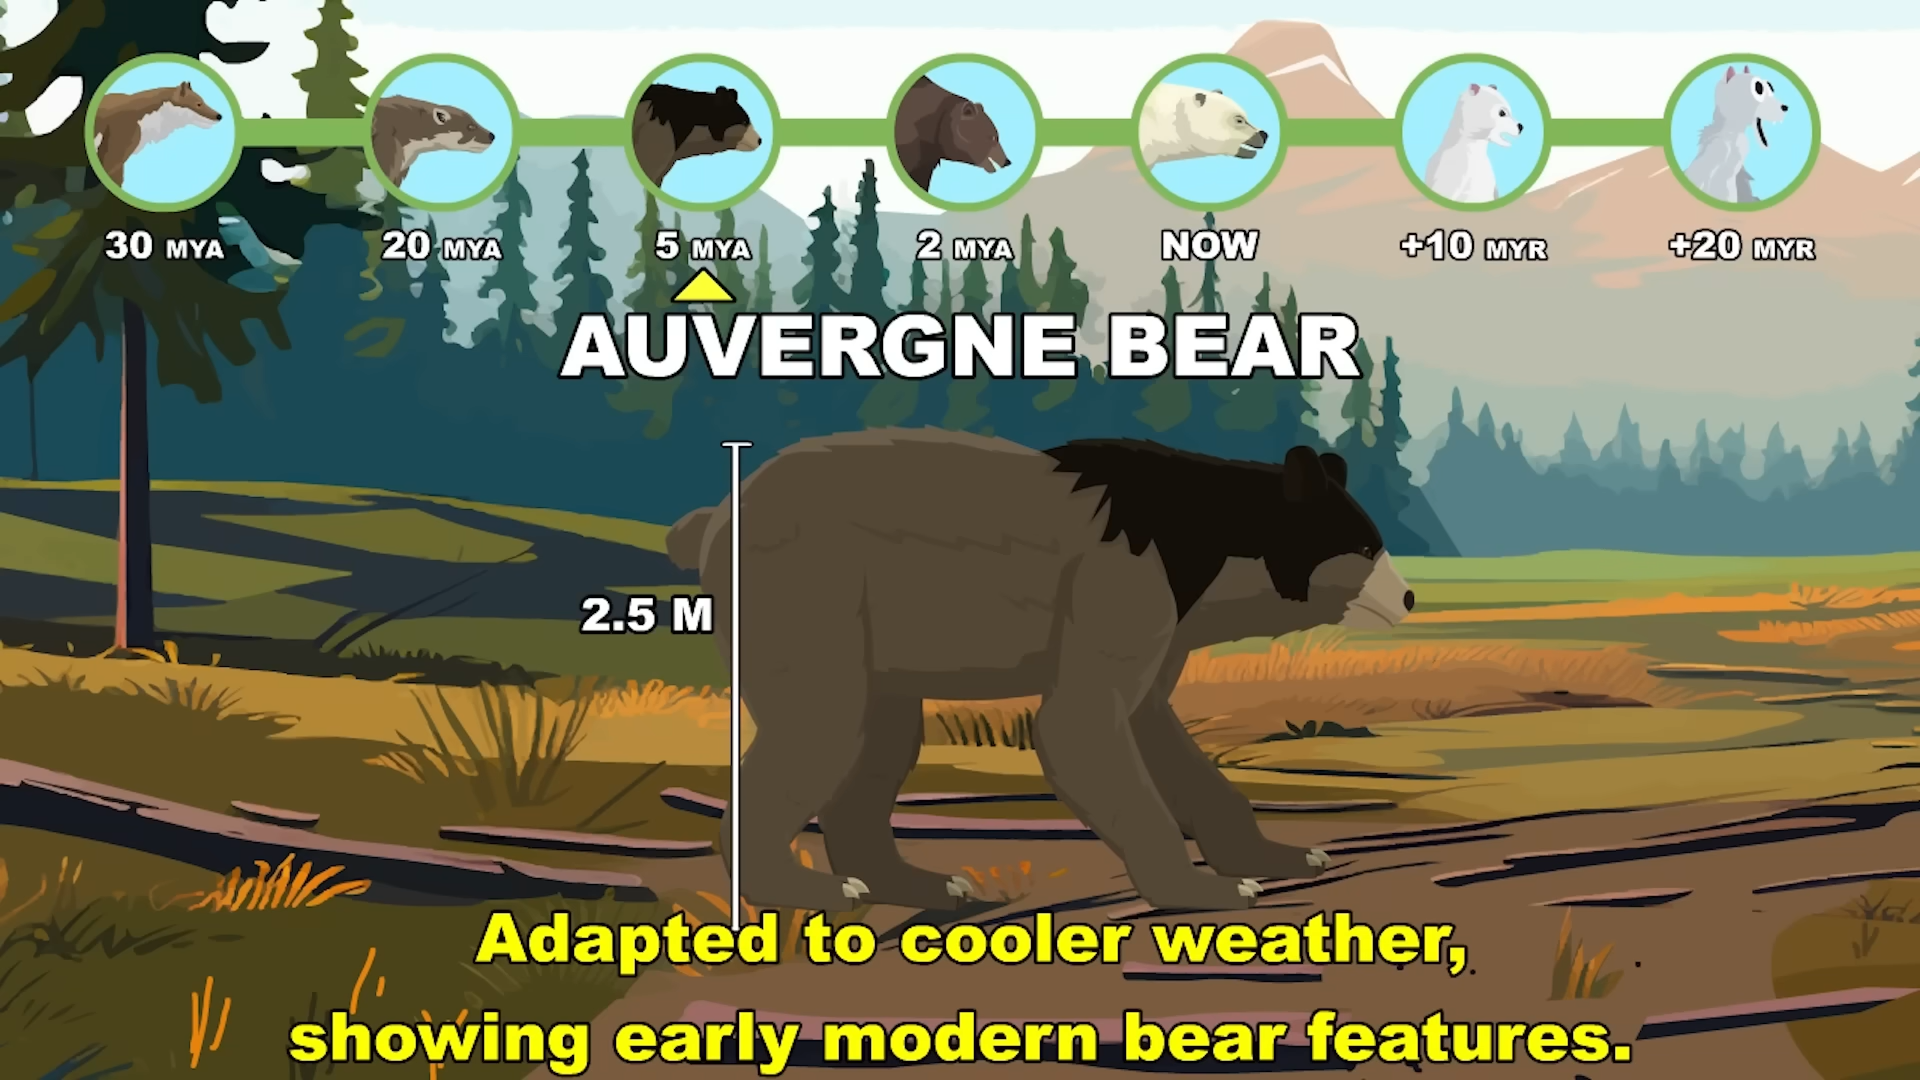 30 MYA 20 MYA 5 MYA 2 MYA NOW +10 MYR +20 MYR
AUVERGNE BEAR
2.5 M
Adapted to cooler weather,
showing early modern bear features.